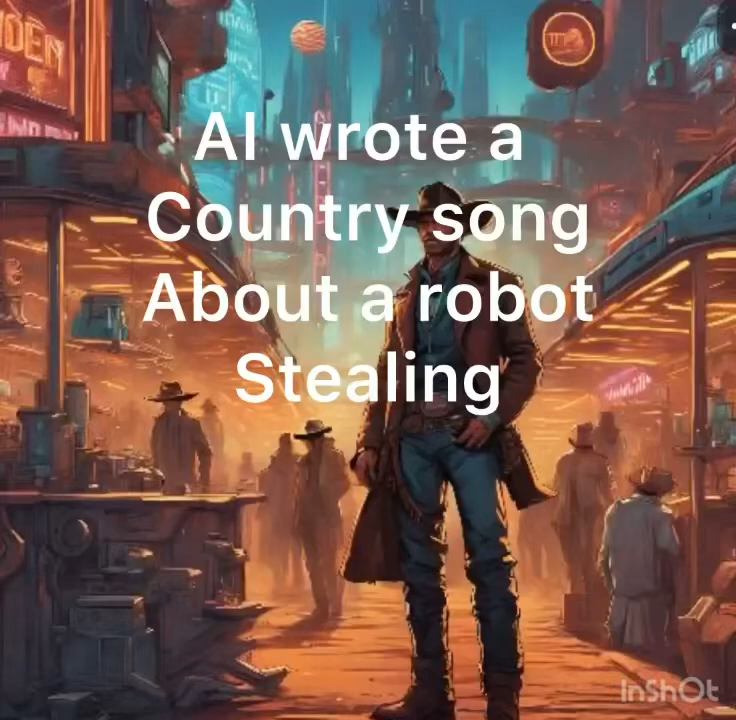 AI wrote a
Country song
About a robot
Stealing
InShOt